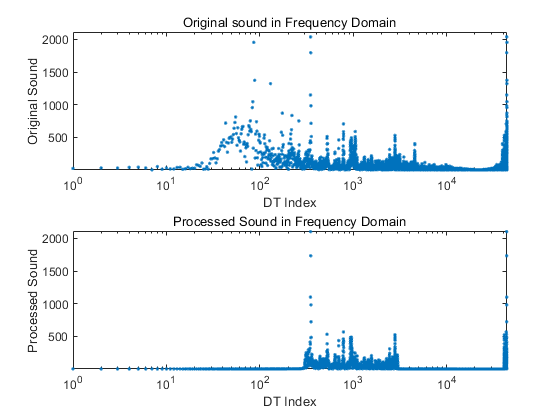 Original sound in Frequency Domain
2000
1500
1000
500
Original Sound
10^0 10^1 10^2 10^3 10^4
DT Index
Processed Sound in Frequency Domain
2000
1500
1000
500
Processed Sound
10^0 10^1 10^2 10^3 10^4
DT Index